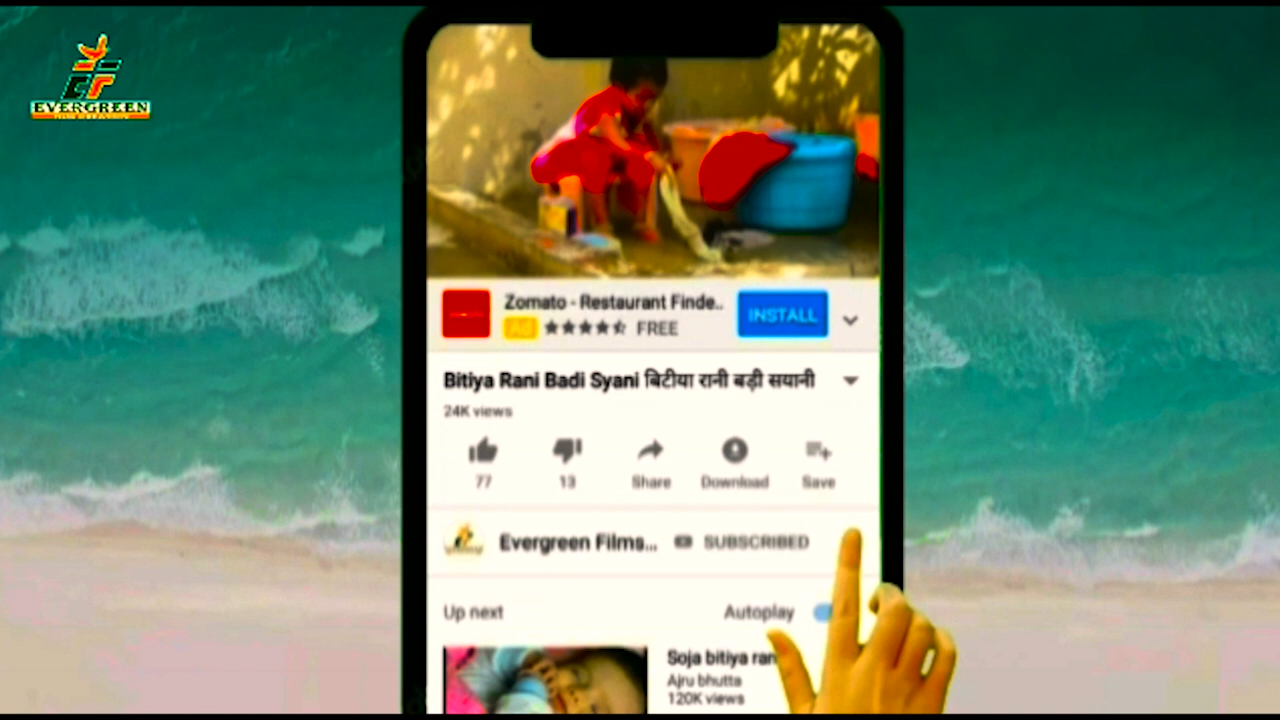 EVERGREEN
Zomato - Restaurant Finde..
Ad FREE
INSTALL
Bitiya Rani Badi Syani बिटीया रानी बड़ी सयानी
24K views
77
13
Share
Download
Save
Evergreen Films...
SUBSCRIBED
Up next
Autoplay
Soja bitiya ran
Ajru bhutta
120K views